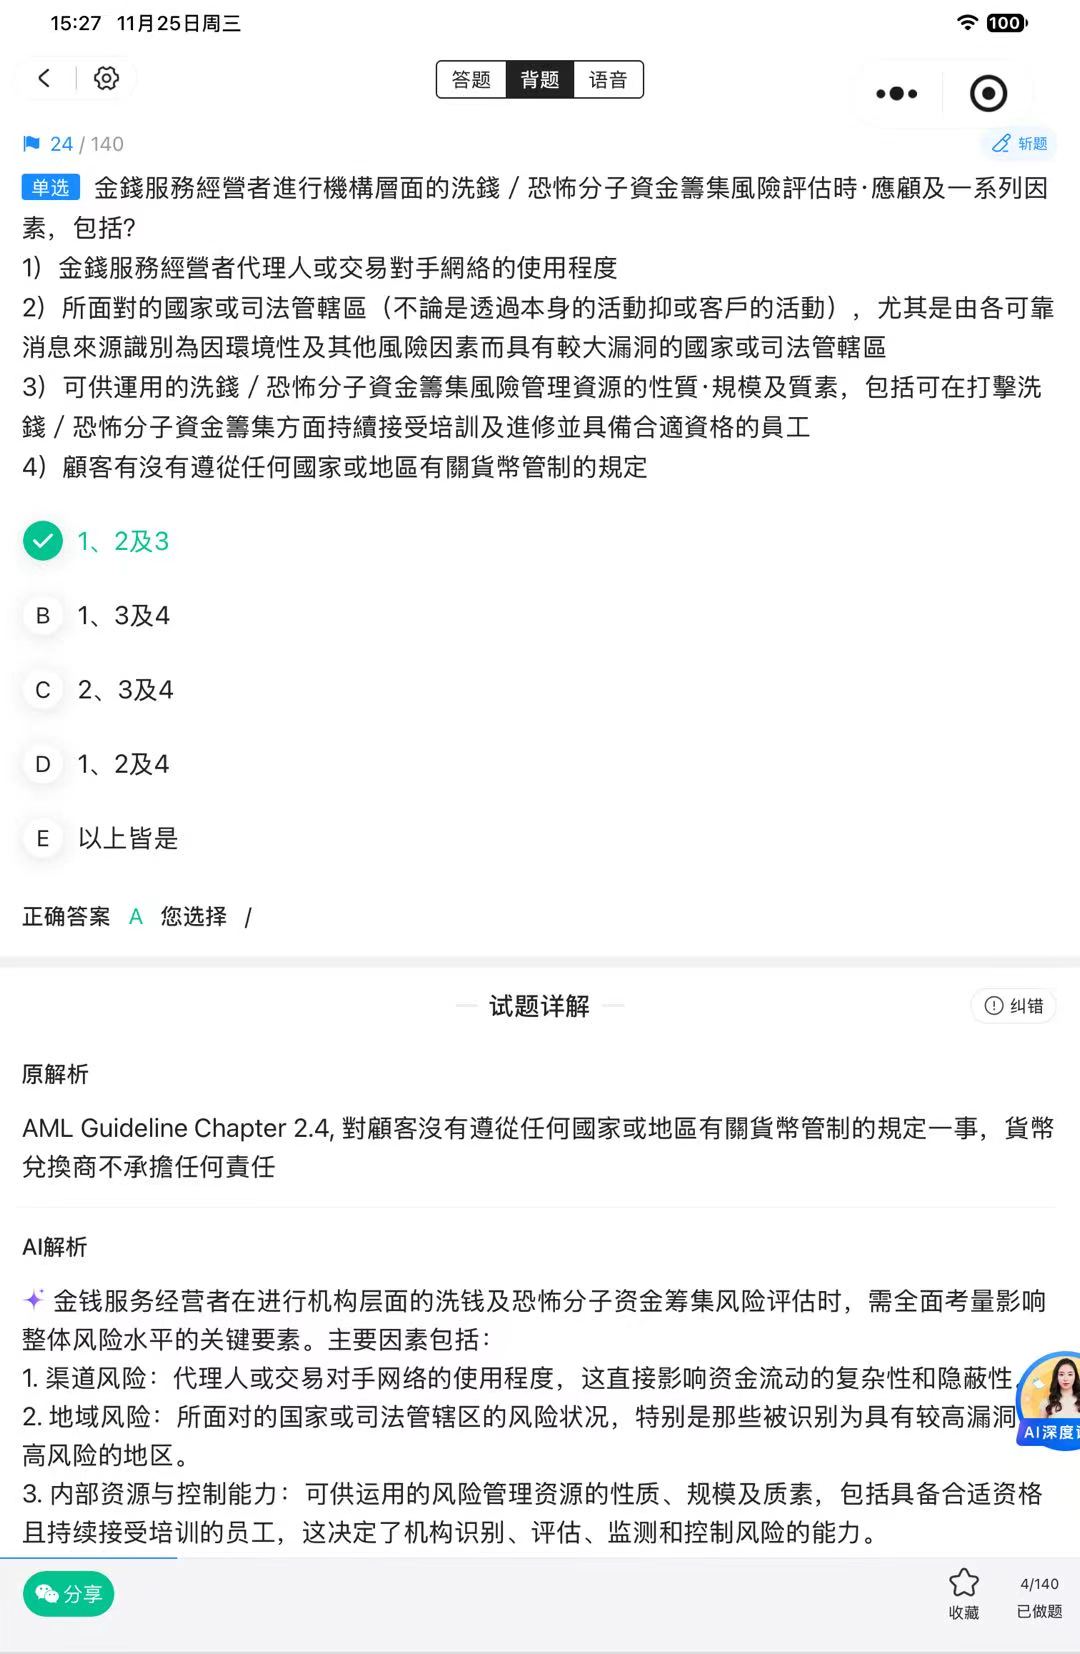 15:27 11月25日周三
100
答题 背题 语音
24 / 140
斩题
单选 金錢服務經營者進行機構層面的洗錢 / 恐怖分子資金籌集風險評估時·應顧及一系列因
素，包括?
1）金錢服務經營者代理人或交易對手網絡的使用程度
2）所面對的國家或司法管轄區（不論是透過本身的活動抑或客戶的活動），尤其是由各可靠
消息來源識別為因環境性及其他風險因素而具有較大漏洞的國家或司法管轄區
3）可供運用的洗錢 / 恐怖分子資金籌集風險管理資源的性質·規模及質素，包括可在打擊洗
錢 / 恐怖分子資金籌集方面持續接受培訓及進修並具備合適資格的員工
4）顧客有沒有遵從任何國家或地區有關貨幣管制的規定
1、2及3
B 1、3及4
C 2、3及4
D 1、2及4
E 以上皆是
正确答案 A 您选择 /
试题详解
纠错
原解析
AML Guideline Chapter 2.4, 對顧客沒有遵從任何國家或地區有關貨幣管制的規定一事，貨幣
兌換商不承擔任何責任
AI解析
金钱服务经营者在进行机构层面的洗钱及恐怖分子资金筹集风险评估时，需全面考量影响
整体风险水平的关键要素。主要因素包括：
1. 渠道风险：代理人或交易对手网络的使用程度，这直接影响资金流动的复杂性和隐蔽性
2. 地域风险：所面对的国家或司法管辖区的风险状况，特别是那些被识别为具有较高漏洞
高风险的地区。
3. 内部资源与控制能力：可供运用的风险管理资源的性质、规模及质素，包括具备合适资格
且持续接受培训的员工，这决定了机构识别、评估、监测和控制风险的能力。
AI深度
分享
收藏
4/140
已做题